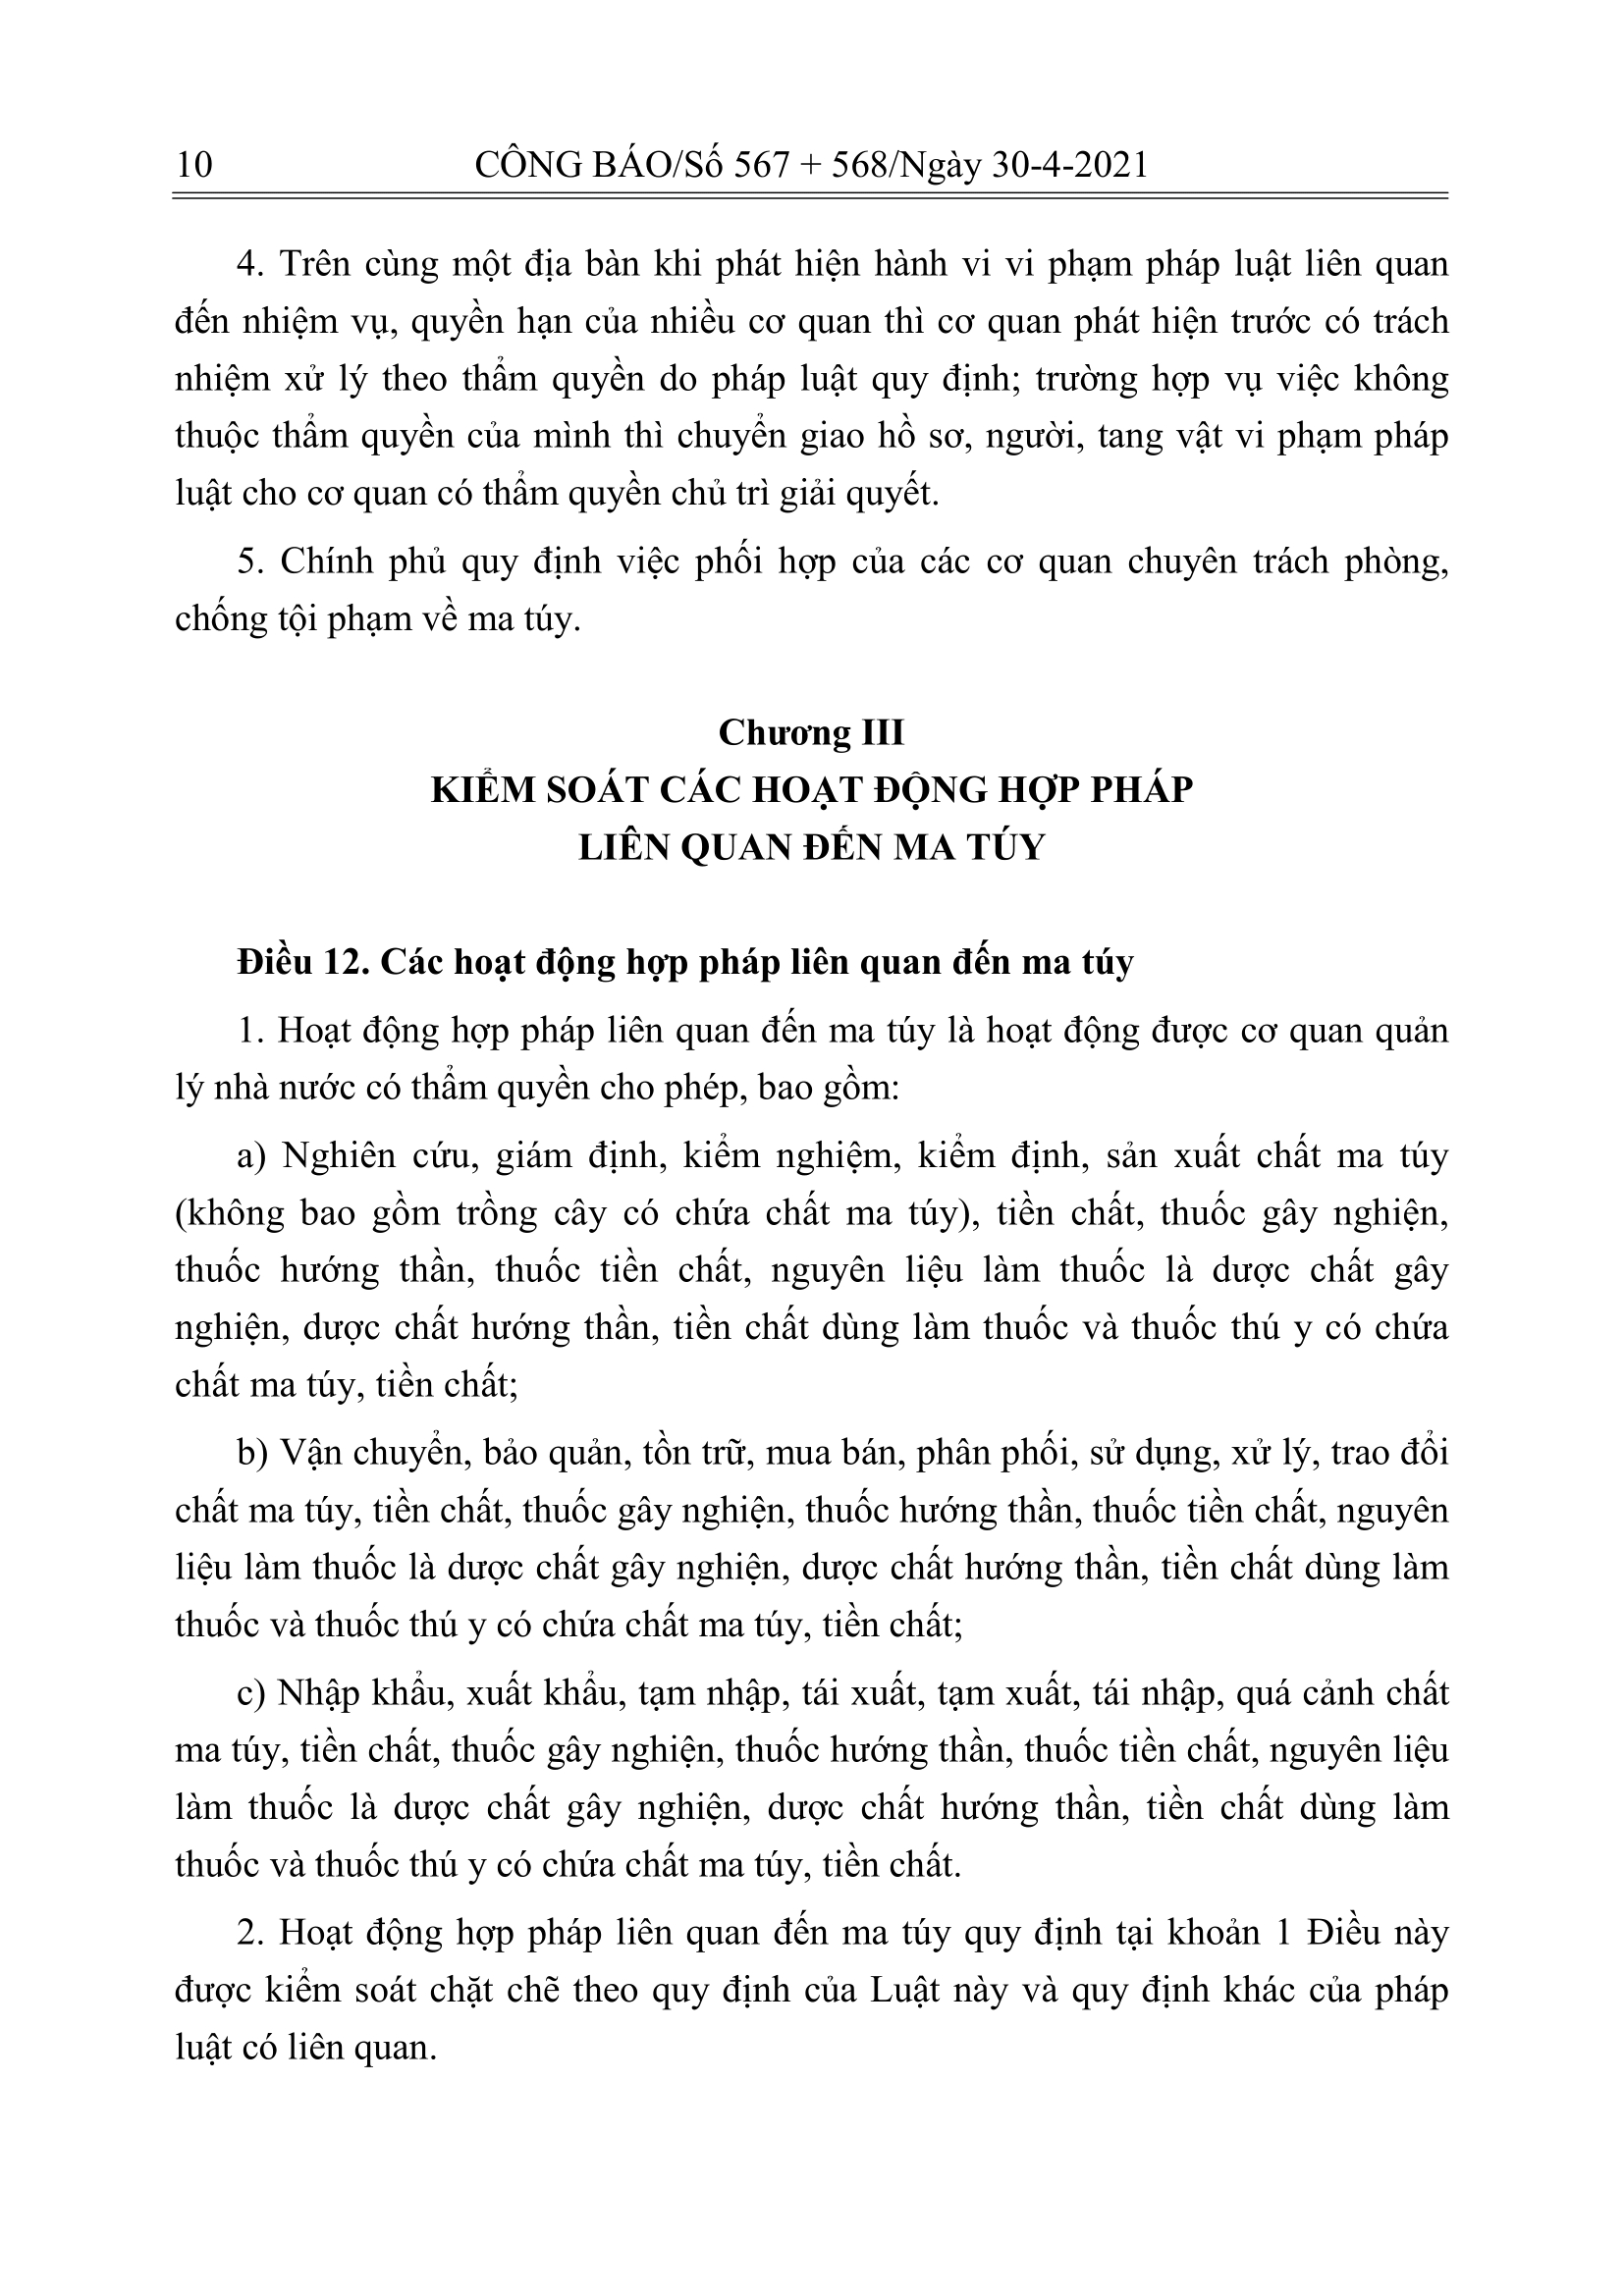 10 CÔNG BÁO/Số 567 + 568/Ngày 30-4-2021
4. Trên cùng một địa bàn khi phát hiện hành vi vi phạm pháp luật liên quan
đến nhiệm vụ, quyền hạn của nhiều cơ quan thì cơ quan phát hiện trước có trách
nhiệm xử lý theo thẩm quyền do pháp luật quy định; trường hợp vụ việc không
thuộc thẩm quyền của mình thì chuyển giao hồ sơ, người, tang vật vi phạm pháp
luật cho cơ quan có thẩm quyền chủ trì giải quyết.
5. Chính phủ quy định việc phối hợp của các cơ quan chuyên trách phòng,
chống tội phạm về ma túy.
Chương III
KIỂM SOÁT CÁC HOẠT ĐỘNG HỢP PHÁP
LIÊN QUAN ĐẾN MA TÚY
Điều 12. Các hoạt động hợp pháp liên quan đến ma túy
1. Hoạt động hợp pháp liên quan đến ma túy là hoạt động được cơ quan quản
lý nhà nước có thẩm quyền cho phép, bao gồm:
a) Nghiên cứu, giám định, kiểm nghiệm, kiểm định, sản xuất chất ma túy
(không bao gồm trồng cây có chứa chất ma túy), tiền chất, thuốc gây nghiện,
thuốc hướng thần, thuốc tiền chất, nguyên liệu làm thuốc là dược chất gây
nghiện, dược chất hướng thần, tiền chất dùng làm thuốc và thuốc thú y có chứa
chất ma túy, tiền chất;
b) Vận chuyển, bảo quản, tồn trữ, mua bán, phân phối, sử dụng, xử lý, trao đổi
chất ma túy, tiền chất, thuốc gây nghiện, thuốc hướng thần, thuốc tiền chất, nguyên
liệu làm thuốc là dược chất gây nghiện, dược chất hướng thần, tiền chất dùng làm
thuốc và thuốc thú y có chứa chất ma túy, tiền chất;
c) Nhập khẩu, xuất khẩu, tạm nhập, tái xuất, tạm xuất, tái nhập, quá cảnh chất
ma túy, tiền chất, thuốc gây nghiện, thuốc hướng thần, thuốc tiền chất, nguyên liệu
làm thuốc là dược chất gây nghiện, dược chất hướng thần, tiền chất dùng làm
thuốc và thuốc thú y có chứa chất ma túy, tiền chất.
2. Hoạt động hợp pháp liên quan đến ma túy quy định tại khoản 1 Điều này
được kiểm soát chặt chẽ theo quy định của Luật này và quy định khác của pháp
luật có liên quan.